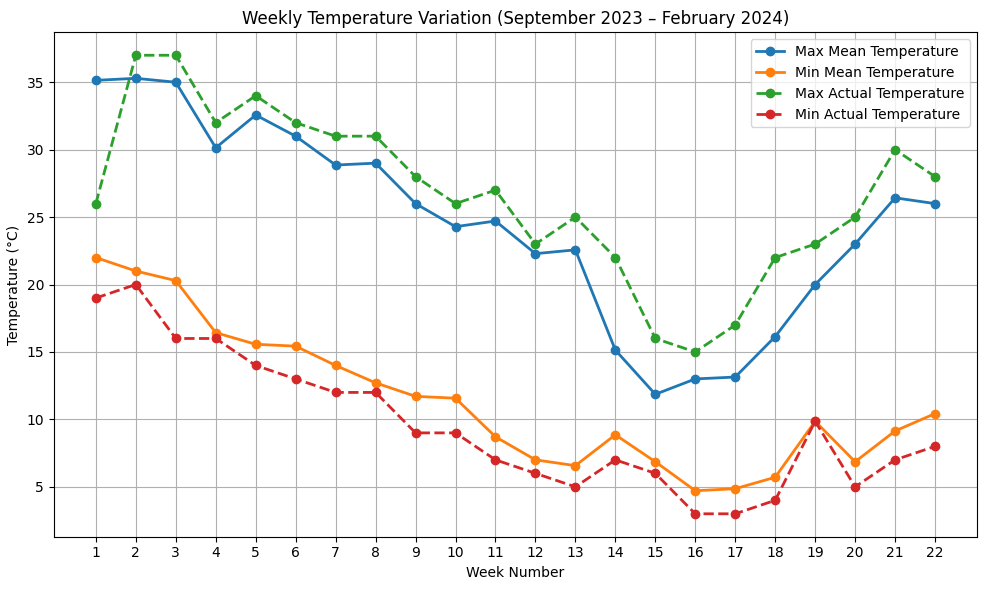 Weekly Temperature Variation (September 2023 – February 2024)
Max Mean Temperature
Min Mean Temperature
Max Actual Temperature
Min Actual Temperature
Temperature (°C)
35
30
25
20
15
10
5
1 2 3 4 5 6 7 8 9 10 11 12 13 14 15 16 17 18 19 20 21 22
Week Number